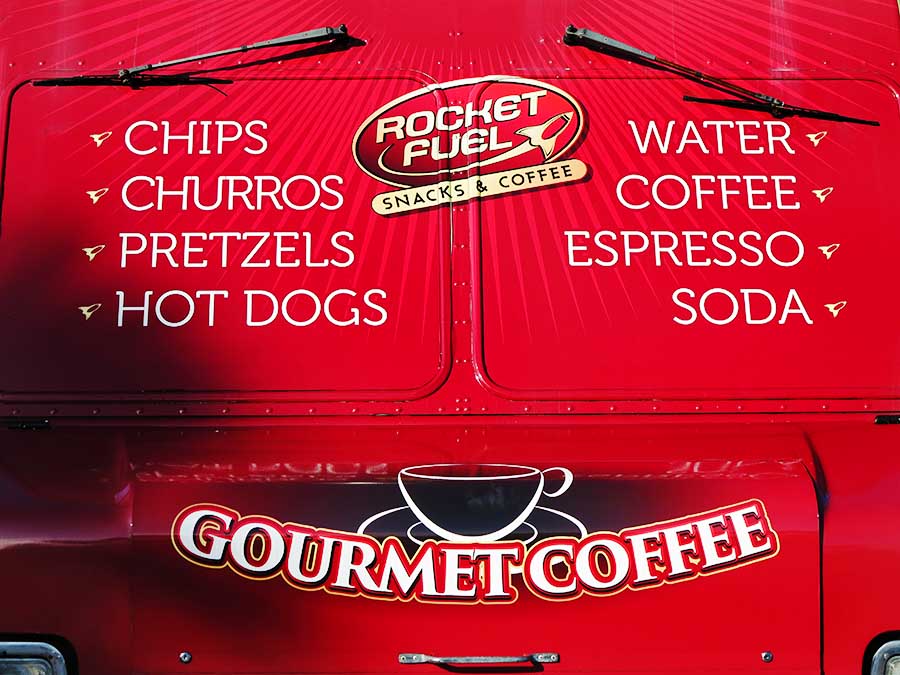 ROCKET
FUEL
SNACKS & COFFEE
CHIPS
CHURROS
PRETZELS
HOT DOGS
WATER
COFFEE
ESPRESSO
SODA
GOURMET COFFEE